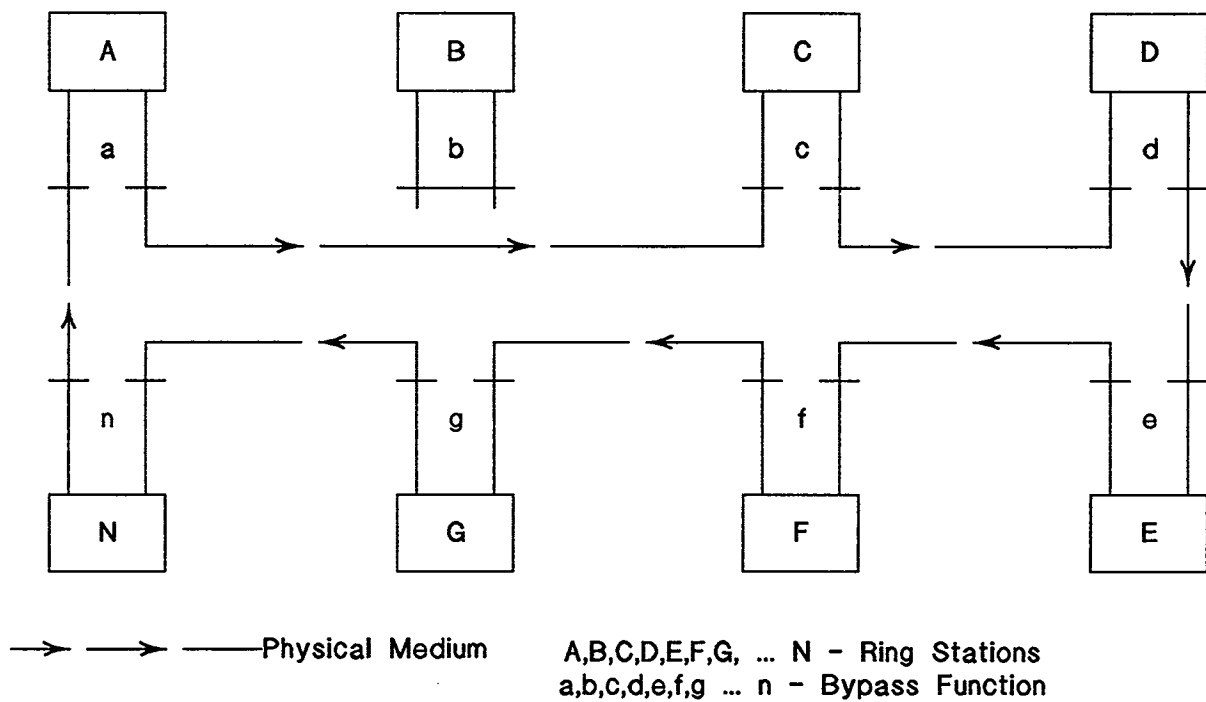 A B C D
a b c d
n g f e
N G F E
Physical Medium
A,B,C,D,E,F,G, ... N - Ring Stations
a,b,c,d,e,f,g ... n - Bypass Function